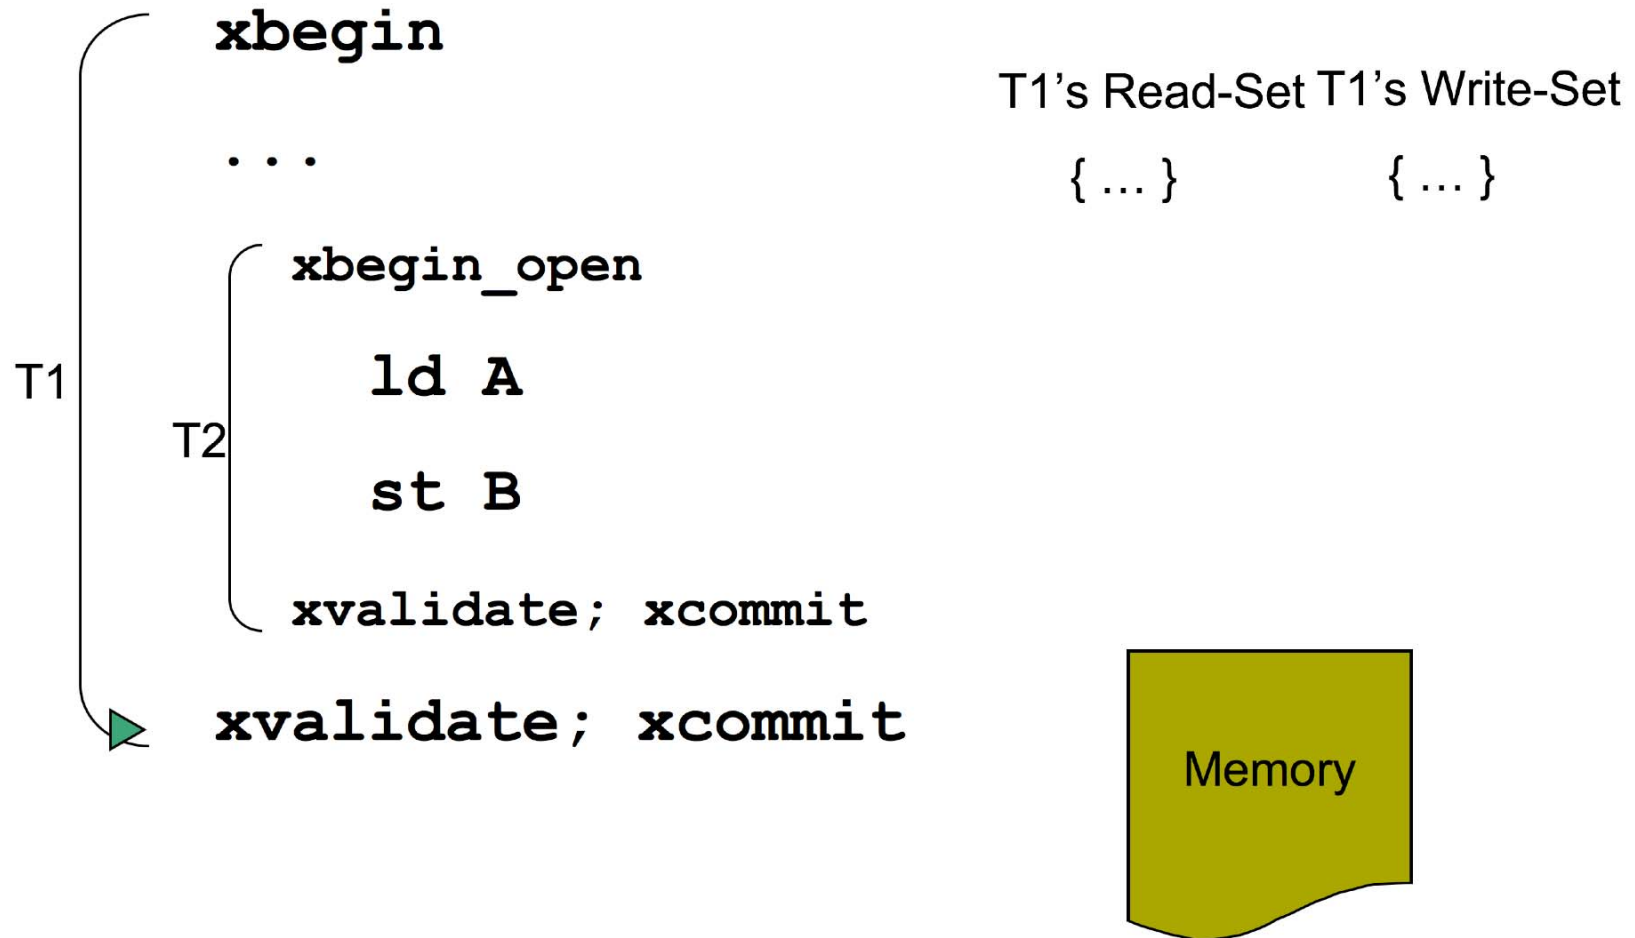 xbegin
T1's Read-Set T1's Write-Set
...
{ ... } { ... }
xbegin_open
ld A
T1
T2
st B
xvalidate; xcommit
xvalidate; xcommit
Memory